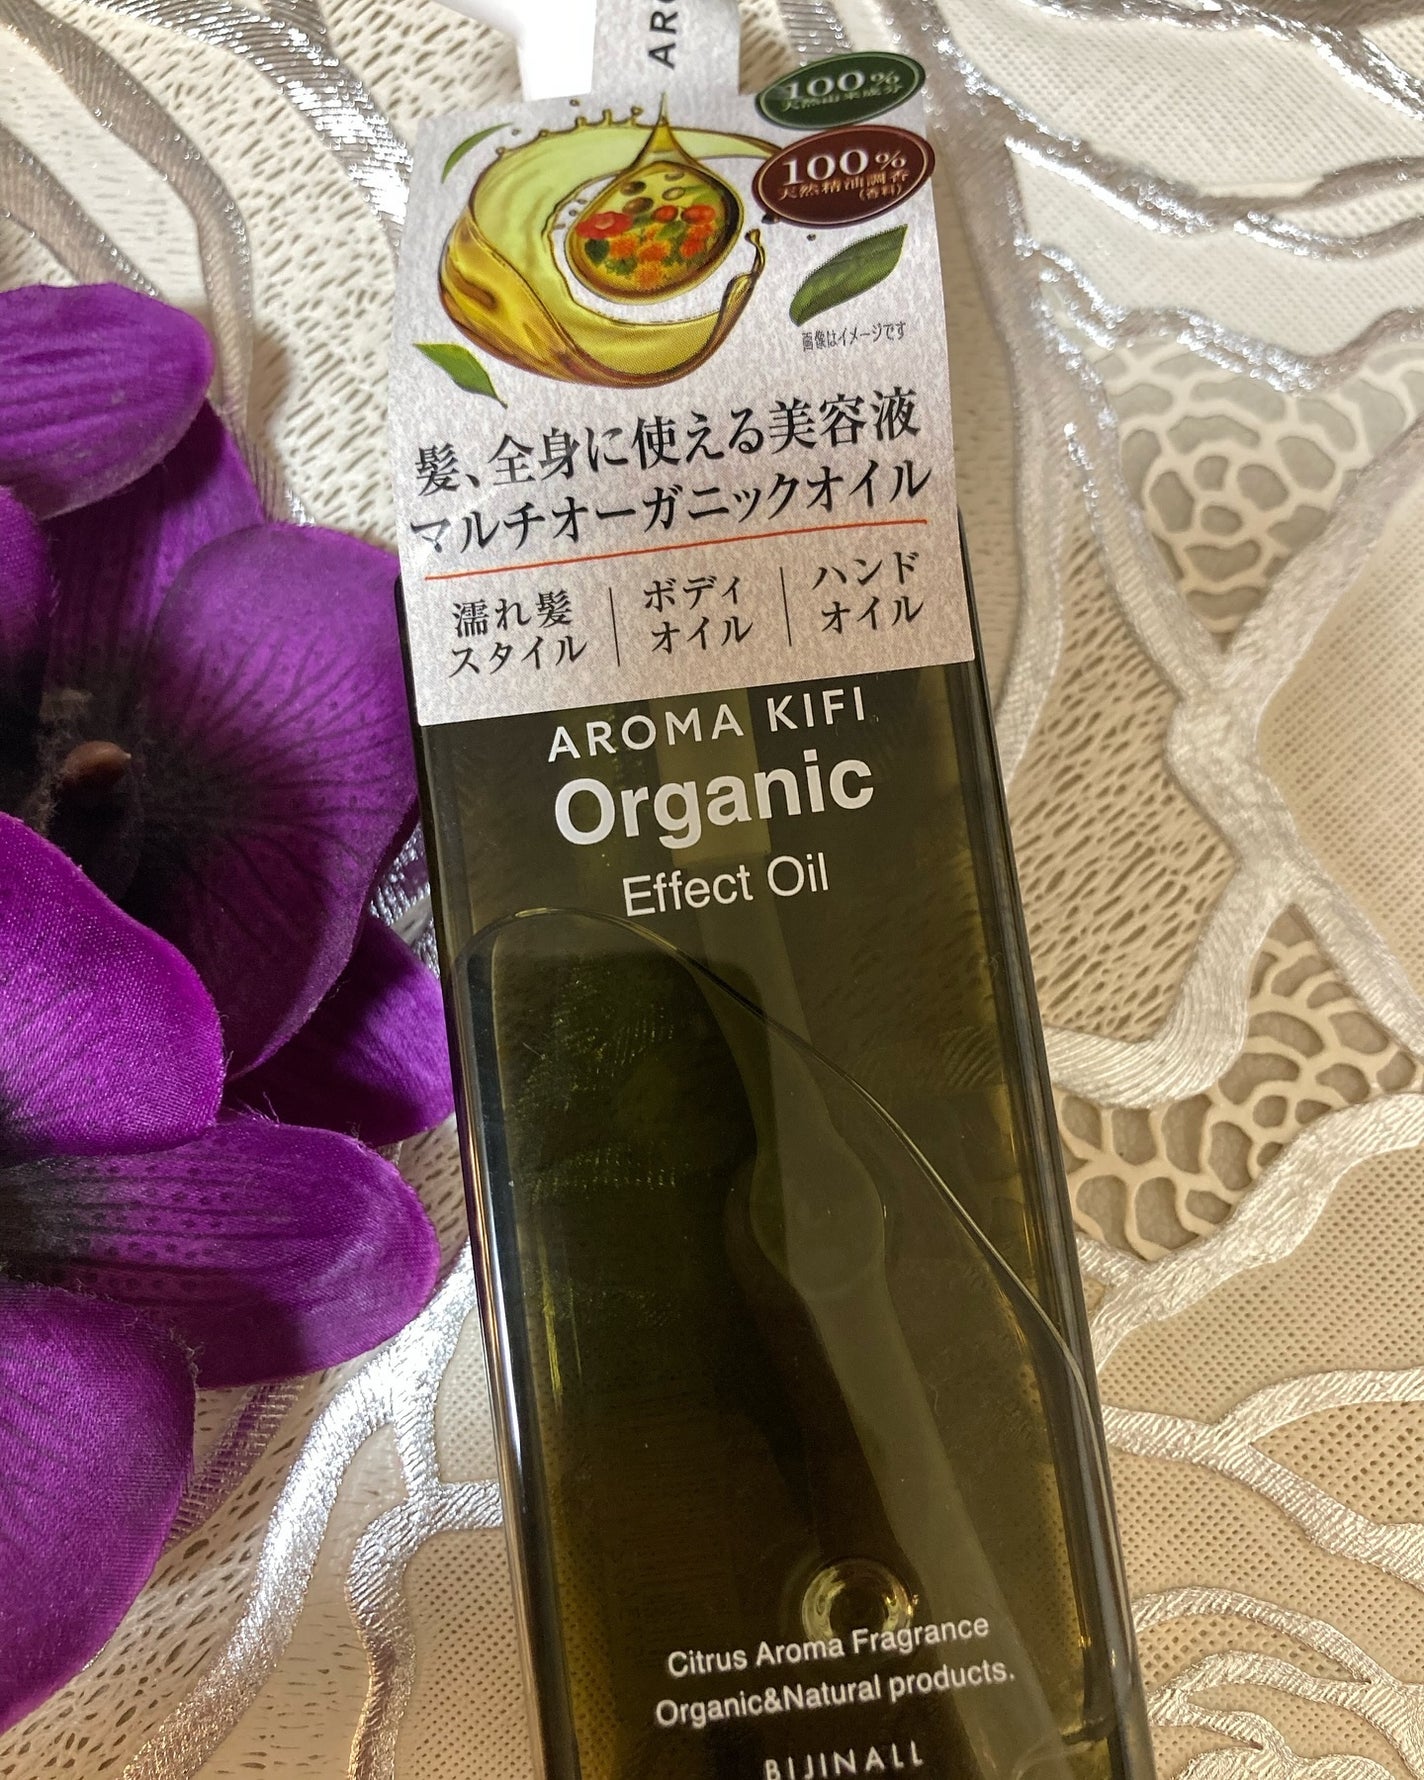 ARO
100%
天然由来成分
100%
天然精油調香
(香料)
画像はイメージです
髪、全身に使える美容液
マルチオーガニックオイル
濡れ髪
スタイル
ボディ
オイル
ハンド
オイル
AROMA KIFI
Organic
Effect Oil
Citrus Aroma Fragrance
Organic&Natural products.
BIJINALL